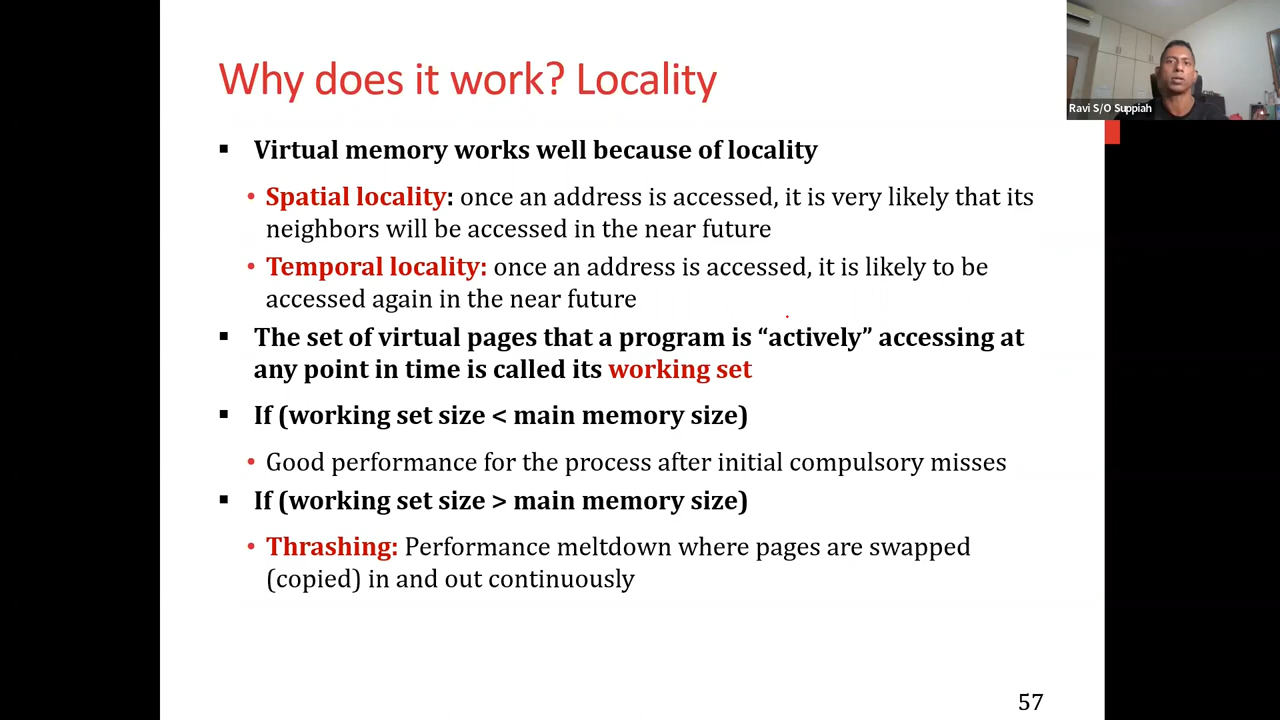 Why does it work? Locality
Ravi S/O Suppiah
▪ Virtual memory works well because of locality
• Spatial locality: once an address is accessed, it is very likely that its
neighbors will be accessed in the near future
• Temporal locality: once an address is accessed, it is likely to be
accessed again in the near future
▪ The set of virtual pages that a program is “actively” accessing at
any point in time is called its working set
▪ If (working set size < main memory size)
• Good performance for the process after initial compulsory misses
▪ If (working set size > main memory size)
• Thrashing: Performance meltdown where pages are swapped
(copied) in and out continuously
57